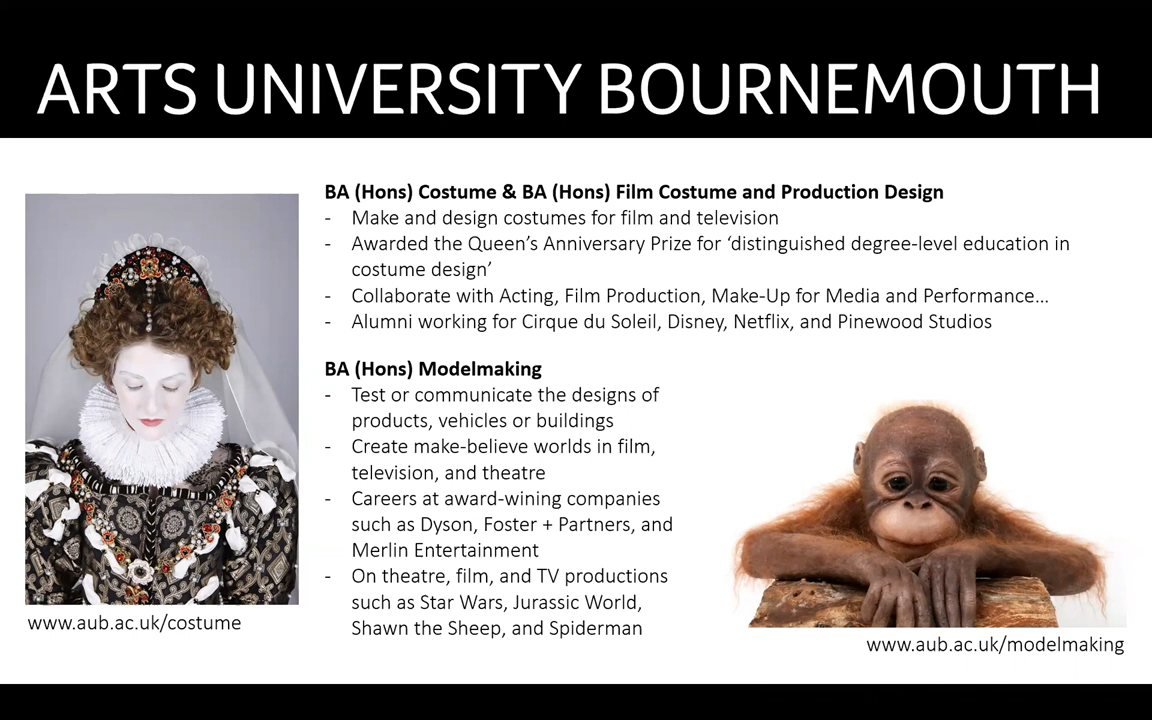 ARTS UNIVERSITY BOURNEMOUTH
BA (Hons) Costume & BA (Hons) Film Costume and Production Design
- Make and design costumes for film and television
- Awarded the Queen’s Anniversary Prize for ‘distinguished degree-level education in
costume design’
- Collaborate with Acting, Film Production, Make-Up for Media and Performance…
- Alumni working for Cirque du Soleil, Disney, Netflix, and Pinewood Studios
BA (Hons) Modelmaking
- Test or communicate the designs of
products, vehicles or buildings
- Create make-believe worlds in film,
television, and theatre
- Careers at award-wining companies
such as Dyson, Foster + Partners, and
Merlin Entertainment
- On theatre, film, and TV productions
such as Star Wars, Jurassic World,
Shawn the Sheep, and Spiderman
www.aub.ac.uk/costume
www.aub.ac.uk/modelmaking